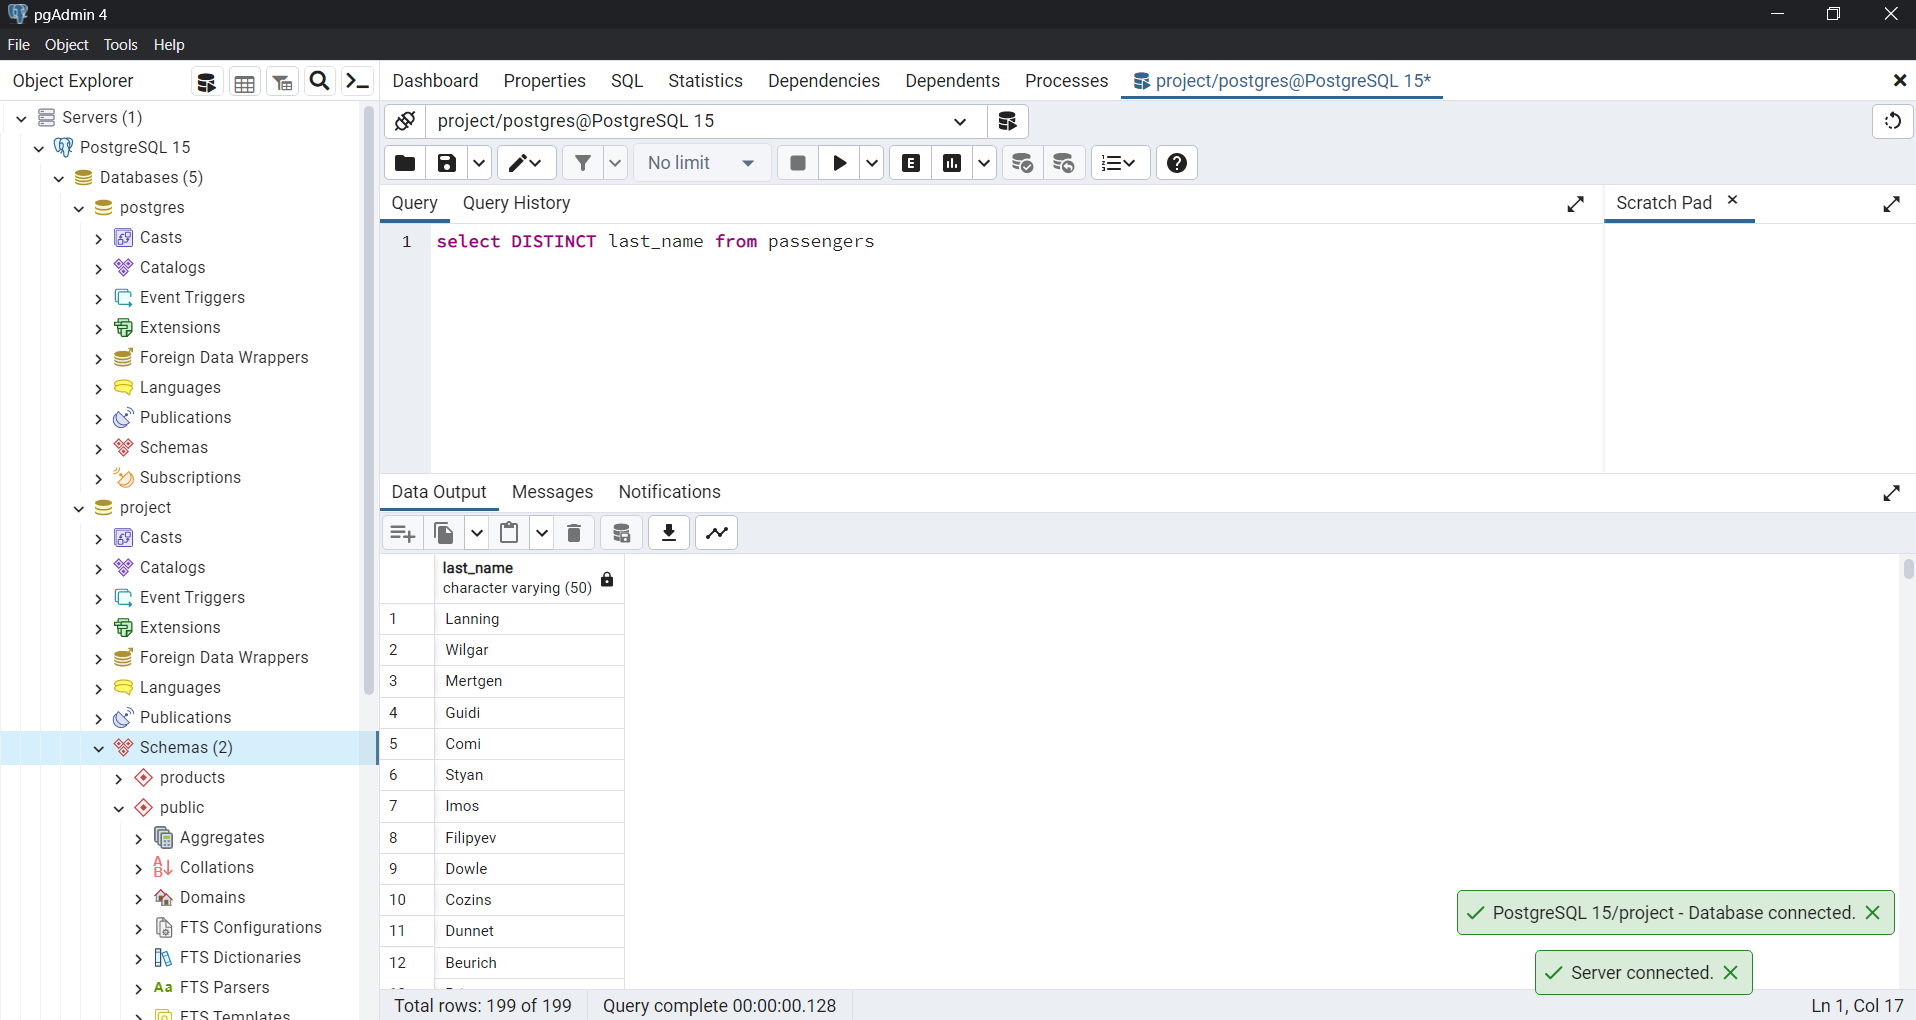 pgAdmin 4
File Object Tools Help
Object Explorer
Dashboard Properties SQL Statistics Dependencies Dependents Processes project/postgres@PostgreSQL 15*
Servers (1)
PostgreSQL 15
Databases (5)
postgres
Casts
Catalogs
Event Triggers
Extensions
Foreign Data Wrappers
Languages
Publications
Schemas
Subscriptions
project
Casts
Catalogs
Event Triggers
Extensions
Foreign Data Wrappers
Languages
Publications
Schemas (2)
products
public
Aggregates
Collations
Domains
FTS Configurations
FTS Dictionaries
Aa FTS Parsers
FTS Templates
project/postgres@PostgreSQL 15
No limit
E
Query Query History
Scratch Pad
1 select DISTINCT last_name from passengers
Data Output Messages Notifications
last_name
character varying (50)
1 Lanning
2 Wilgar
3 Mertgen
4 Guidi
5 Comi
6 Styan
7 Imos
8 Filipyev
9 Dowle
10 Cozins
11 Dunnet
12 Beurich
PostgreSQL 15/project - Database connected.
Server connected.
Total rows: 199 of 199 Query complete 00:00:00.128 Ln 1, Col 17